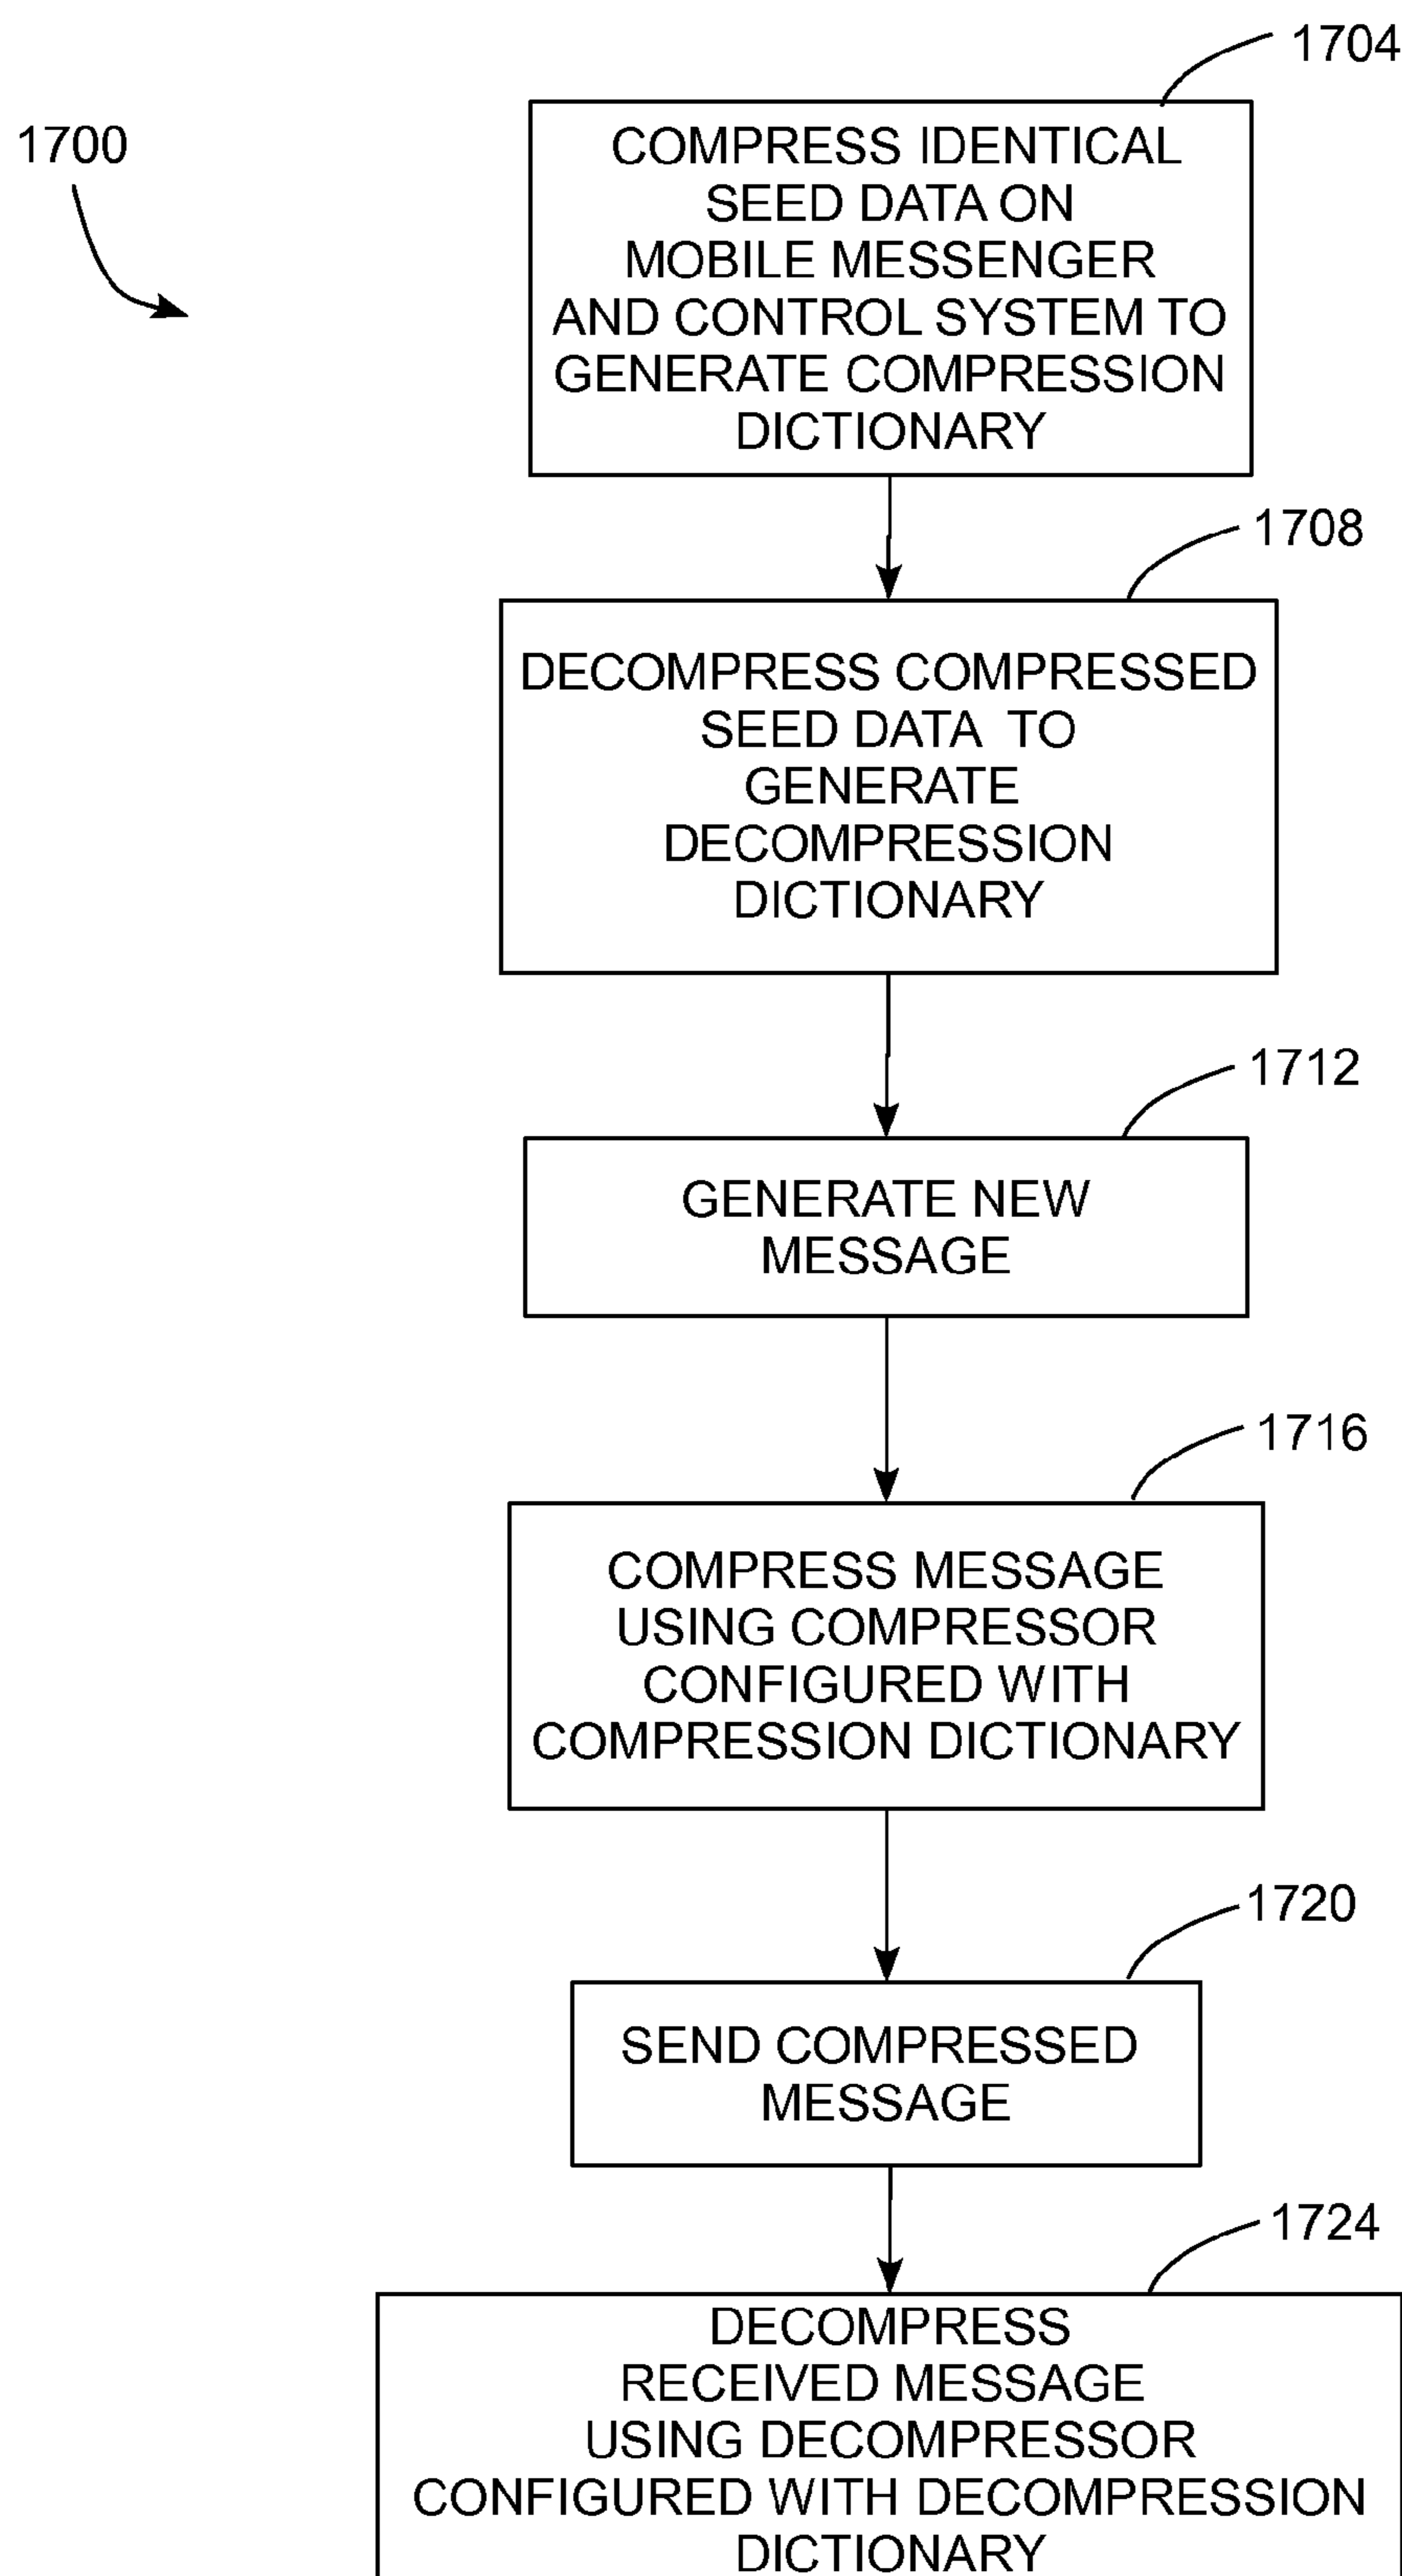 1704
1700
COMPRESS IDENTICAL
SEED DATA ON
MOBILE MESSENGER
AND CONTROL SYSTEM TO
GENERATE COMPRESSION
DICTIONARY
1708
DECOMPRESS COMPRESSED
SEED DATA TO
GENERATE
DECOMPRESSION
DICTIONARY
1712
GENERATE NEW
MESSAGE
1716
COMPRESS MESSAGE
USING COMPRESSOR
CONFIGURED WITH
COMPRESSION DICTIONARY
1720
SEND COMPRESSED
MESSAGE
1724
DECOMPRESS
RECEIVED MESSAGE
USING DECOMPRESSOR
CONFIGURED WITH DECOMPRESSION
DICTIONARY